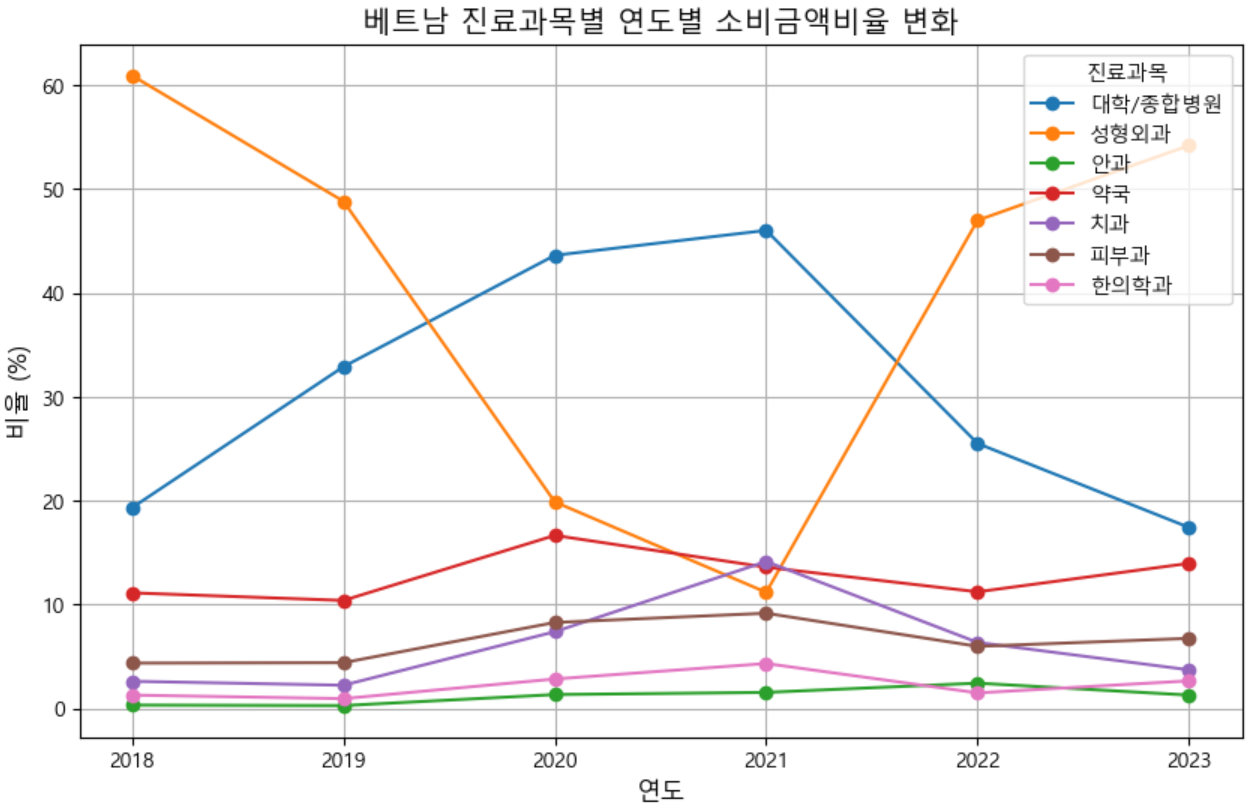 베트남 진료과목별 연도별 소비금액비율 변화
진료과목
대학/종합병원
성형외과
안과
약국
치과
피부과
한의학과
비율 (%)
60
50
40
30
20
10
0
2018 2019 2020 2021 2022 2023
연도